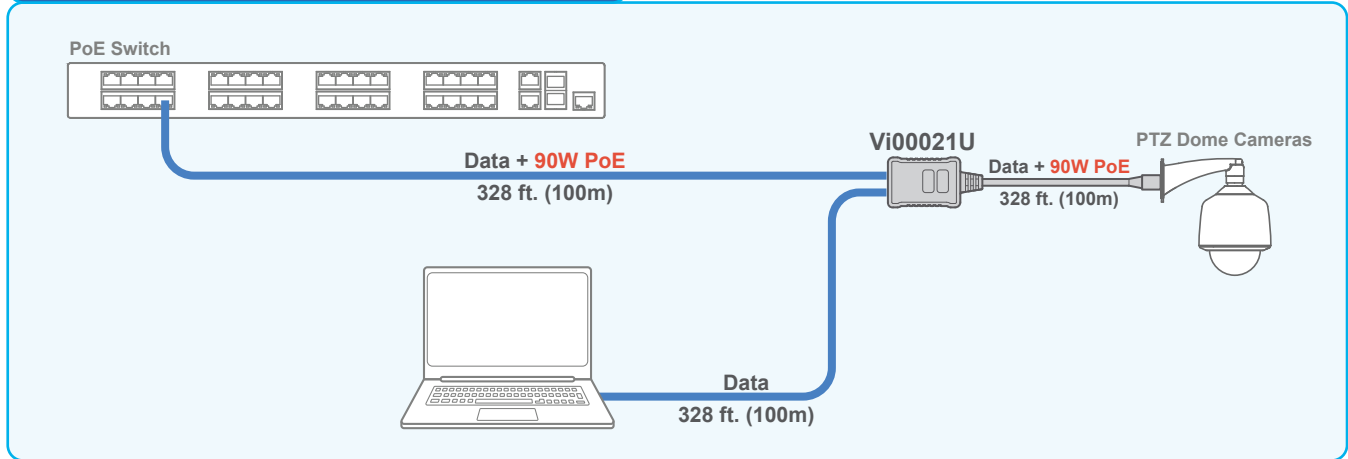 PoE Switch
Data + 90W PoE
328 ft. (100m)
Vi00021U
Data + 90W PoE
328 ft. (100m)
PTZ Dome Cameras
Data
328 ft. (100m)